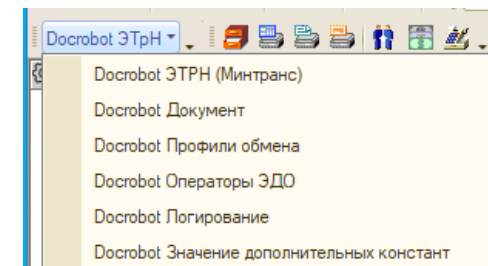 Docrobot ЭТрН
Docrobot ЭТРН (Минтранс)
Docrobot Документ
Docrobot Профили обмена
Docrobot Операторы ЭДО
Docrobot Логирование
Docrobot Значение дополнительных констант